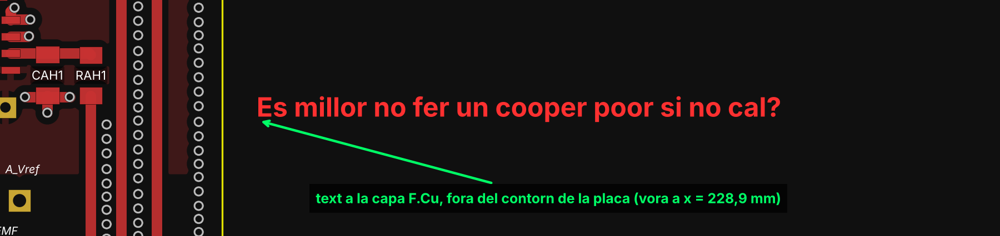 CAH1 RAH1
Es millor no fer un cooper poor si no cal?
A_Vref
text a la capa F.Cu, fora del contorn de la placa (vora a x = 228,9 mm)
EMF